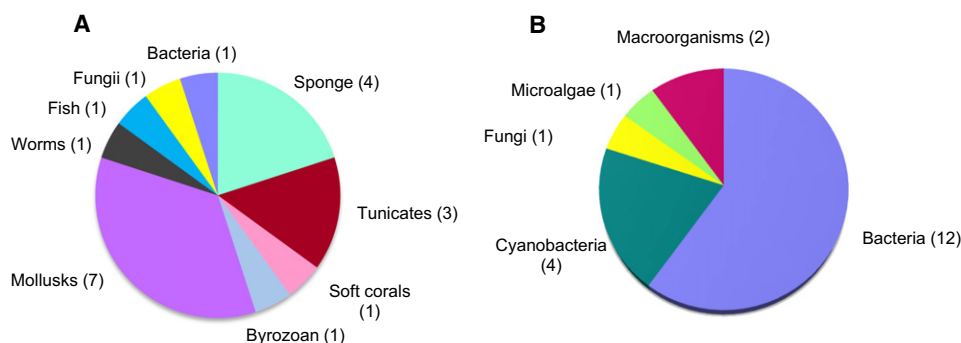 A
Bacteria (1)
Fungii (1)
Fish (1)
Worms (1)
Sponge (4)
Tunicates (3)
Mollusks (7)
Soft corals
(1)
Byrozoan (1)
B
Macroorganisms (2)
Microalgae (1)
Fungi (1)
Cyanobacteria
(4)
Bacteria (12)